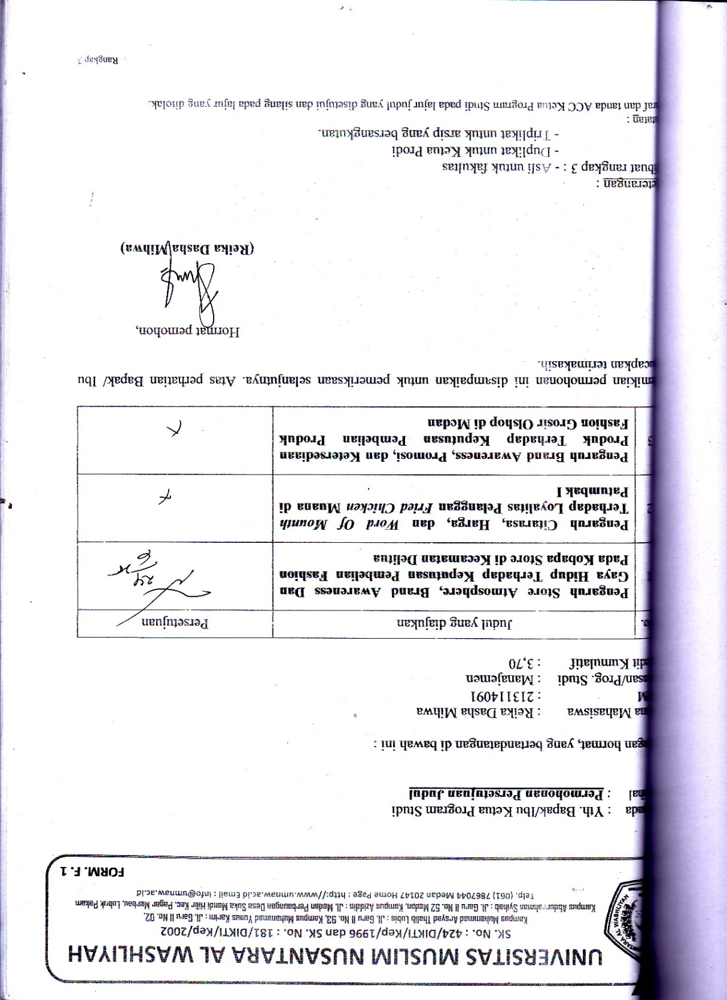 UNIVERSITAS MUSLIM NUSANTARA AL WASHLIYAH
SK. No. : 424/DIKTI/Kep/1996 dan SK. No. : 181/DIKTI/Kep/2002
Kampus Muhammad Arsyad Thalib Lubis : Jl. Garu II No. 93, Kampus Muhammad Yunus Karim : Jl. Garu II No. 02,
Kampus Abdurrahman Syihab : Jl. Garu II No. 52 Medan, Kampus Aziddin : Jl. Medan Perbaungan Desa Suka Mandi Hilir Kec. Pagar Merbau, Lubuk Pakam
Telp. (061) 7867044 Medan 20147 Home Page : http://www.umnaw.ac.id Email : info@umnaw.ac.id
FORM. F. 1
ada : Yth. Bapak/Ibu Ketua Program Studi
nal : Permohonan Persetujuan Judul
gan hormat, yang bertandatangan di bawah ini :
na Mahasiswa : Reika Dasha Mihwa
M : 213114091
san/Prog. Studi : Manajemen
dit Kumulatif : 3,70
o. Judul yang diajukan Persetujuan
1 Pengaruh Store Atmosphere, Brand Awareness Dan
Gaya Hidup Terhadap Keputusan Pembelian Fashion
Pada Kobapa Store di Kecamatan Delitua
24/6
2 Pengaruh Citarasa, Harga, dan Word Of Mounth
Terhadap Loyalitas Pelanggan Fried Chicken Muana di
Patumbak I
x
3 Pengaruh Brand Awareness, Promosi, dan Ketersediaan
Produk Terhadap Keputusan Pembelian Produk
Fashion Grosir Olshop di Medan
x
mikian permohonan ini disampaikan untuk pemeriksaan selanjutnya. Atas perhatian Bapak/ Ibu
ucapkan terimakasih.
Hormat pemohon,
(Reika Dasha Mihwa)
eterangan :
ibuat rangkap 3 : - Asli untuk fakultas
- Duplikat untuk Ketua Prodi
- Triplikat untuk arsip yang bersangkutan.
tatan :
raf dan tanda ACC Ketua Program Studi pada lajur judul yang disetujui dan silang pada lajur yang ditolak.
Rangkap 3